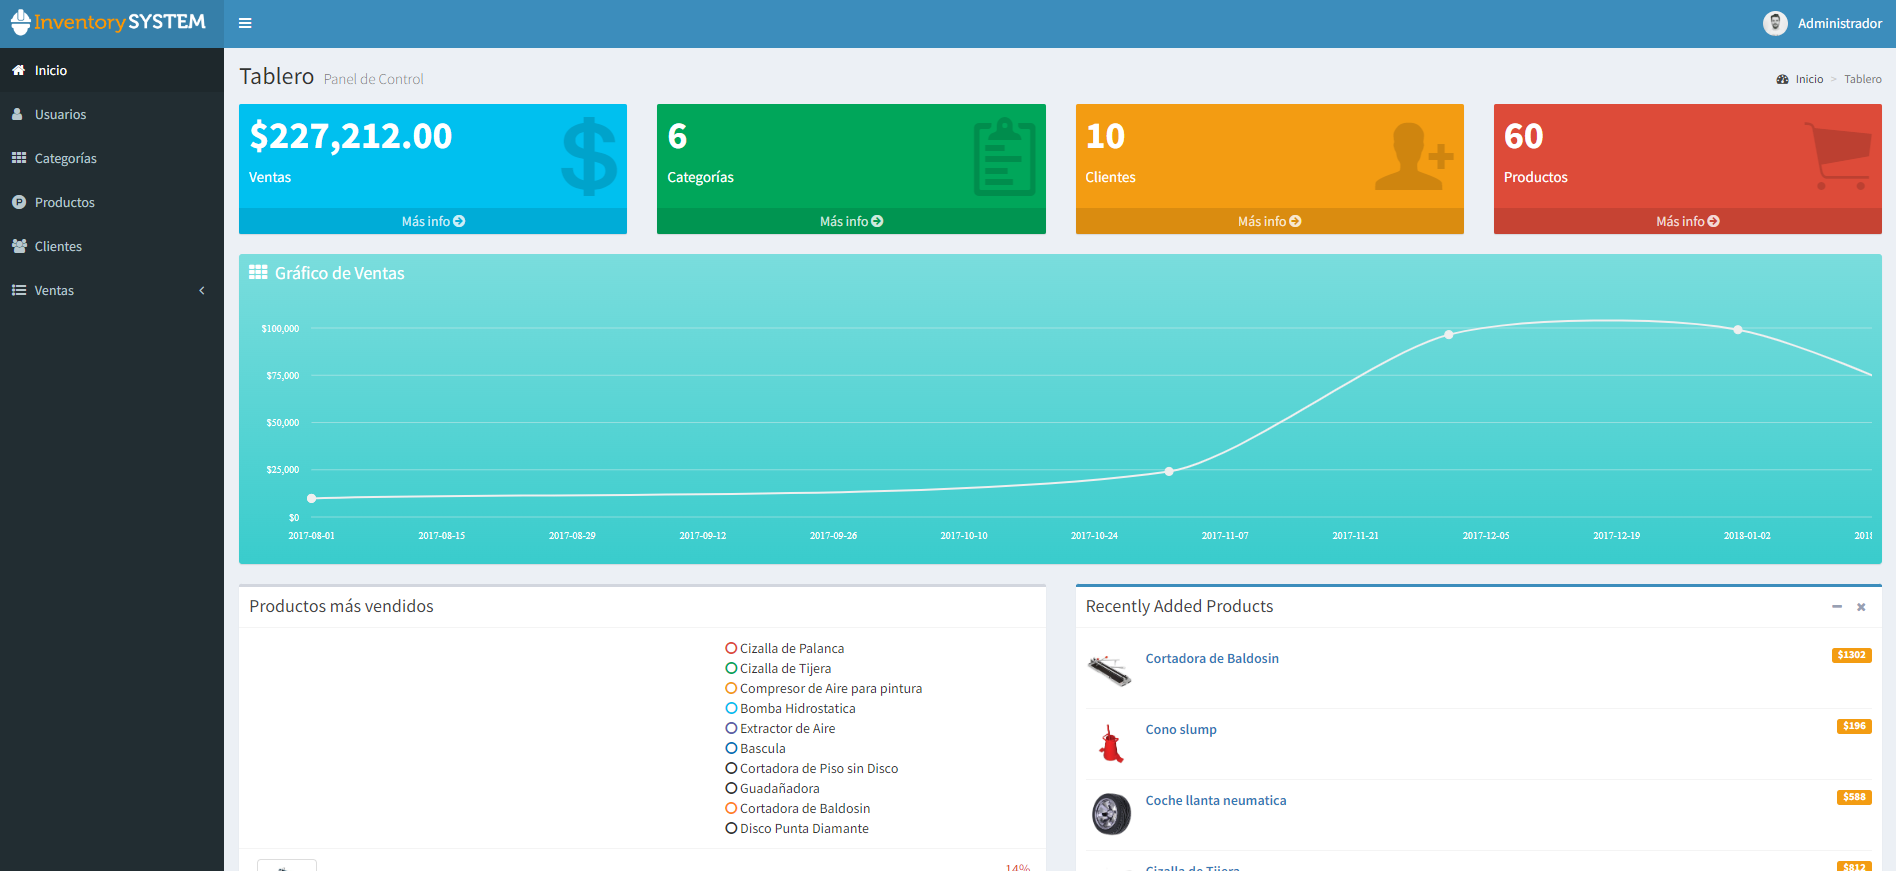 InventorySYSTEM
Administrador
Inicio
Usuarios
Categorías
Productos
Clientes
Ventas
Tablero Panel de Control
Inicio > Tablero
$227,212.00
Ventas
Más info
6
Categorías
Más info
10
Clientes
Más info
60
Productos
Más info
Gráfico de Ventas
$100,000
$75,000
$50,000
$25,000
$0
2017-08-01 2017-08-15 2017-08-29 2017-09-12 2017-09-26 2017-10-10 2017-10-24 2017-11-07 2017-11-21 2017-12-05 2017-12-19 2018-01-02 2018
Productos más vendidos
Cizalla de Palanca
Cizalla de Tijera
Compresor de Aire para pintura
Bomba Hidrostatica
Extractor de Aire
Bascula
Cortadora de Piso sin Disco
Guadañadora
Cortadora de Baldosin
Disco Punta Diamante
14%
Recently Added Products
Cortadora de Baldosin $1302
Cono slump $196
Coche llanta neumatica $588
Cizalla de Tijera $812